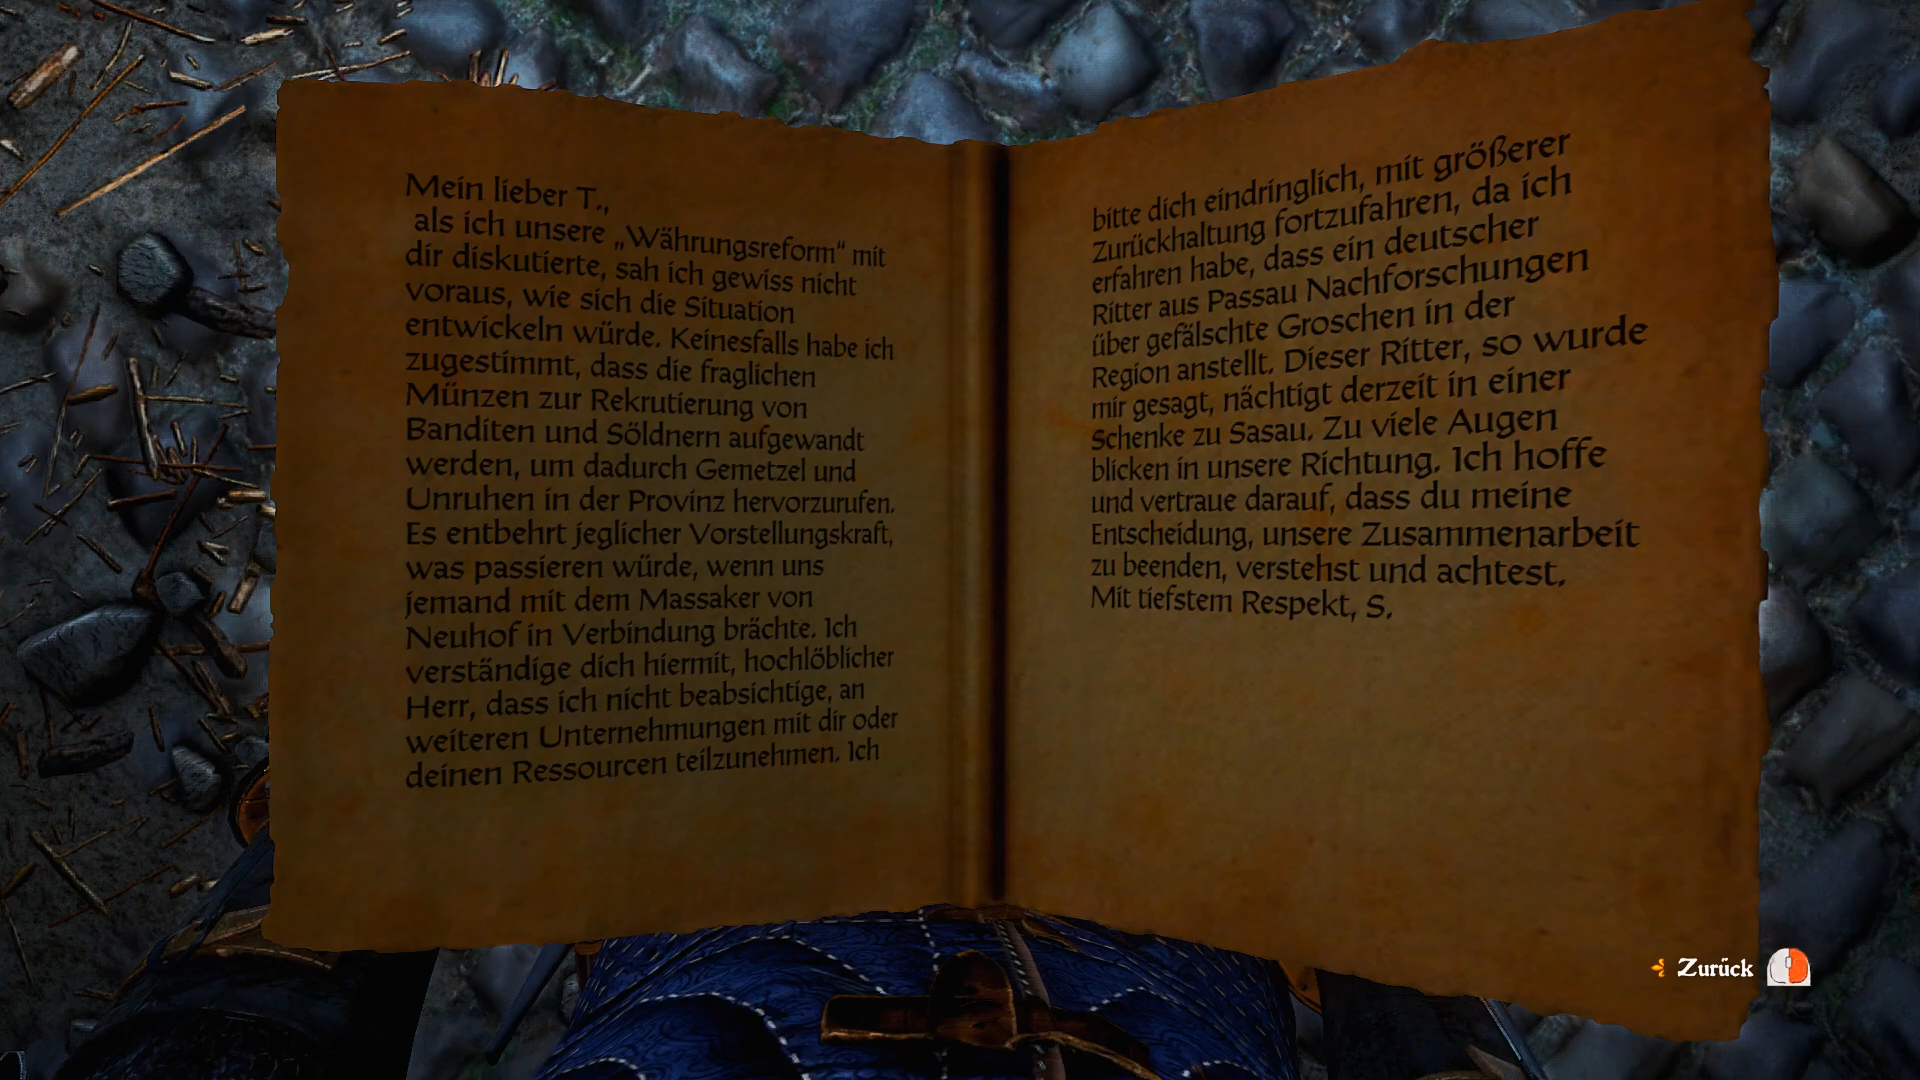 Mein lieber T.,
als ich unsere „Währungsreform“ mit
dir diskutierte, sah ich gewiss nicht
voraus, wie sich die Situation
entwickeln würde. Keinesfalls habe ich
zugestimmt, dass die fraglichen
Münzen zur Rekrutierung von
Banditen und Söldnern aufgewandt
werden, um dadurch Gemetzel und
Unruhen in der Provinz hervorzurufen.
Es entbehrt jeglicher Vorstellungskraft,
was passieren würde, wenn uns
jemand mit dem Massaker von
Neuhof in Verbindung brächte. Ich
verständige dich hiermit, hochlöblicher
Herr, dass ich nicht beabsichtige, an
weiteren Unternehmungen mit dir oder
deinen Ressourcen teilzunehmen. Ich
bitte dich eindringlich, mit größerer
Zurückhaltung fortzufahren, da ich
erfahren habe, dass ein deutscher
Ritter aus Passau Nachforschungen
über gefälschte Groschen in der
Region anstellt. Dieser Ritter, so wurde
mir gesagt, nächtigt derzeit in einer
Schenke zu Sasau. Zu viele Augen
blicken in unsere Richtung. Ich hoffe
und vertraue darauf, dass du meine
Entscheidung, unsere Zusammenarbeit
zu beenden, verstehst und achtest.
Mit tiefstem Respekt, S.
Zurück